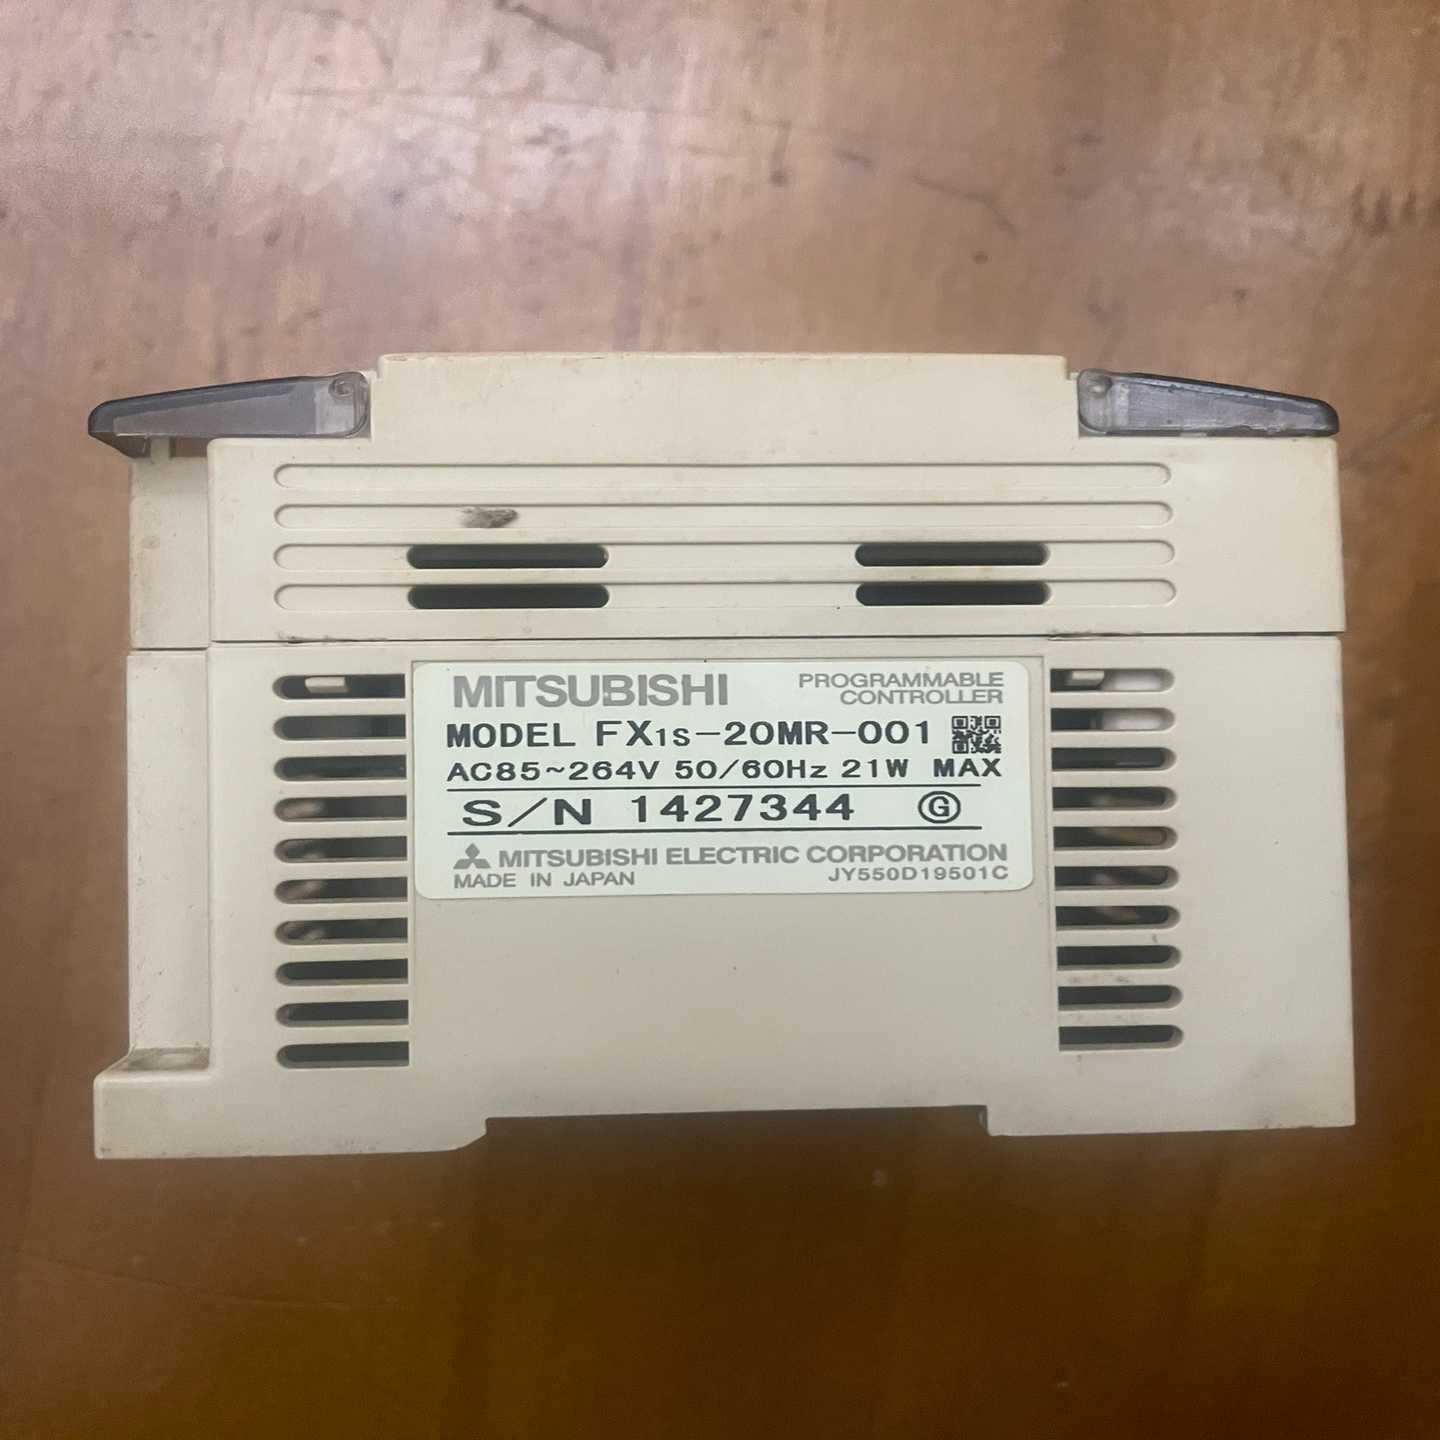 MITSUBISHI PROGRAMMABLE CONTROLLER
MODEL FX1S-20MR-001
AC85~264V 50/60Hz 21W MAX
S/N 1427344 G
MITSUBISHI ELECTRIC CORPORATION
MADE IN JAPAN JY550D19501C